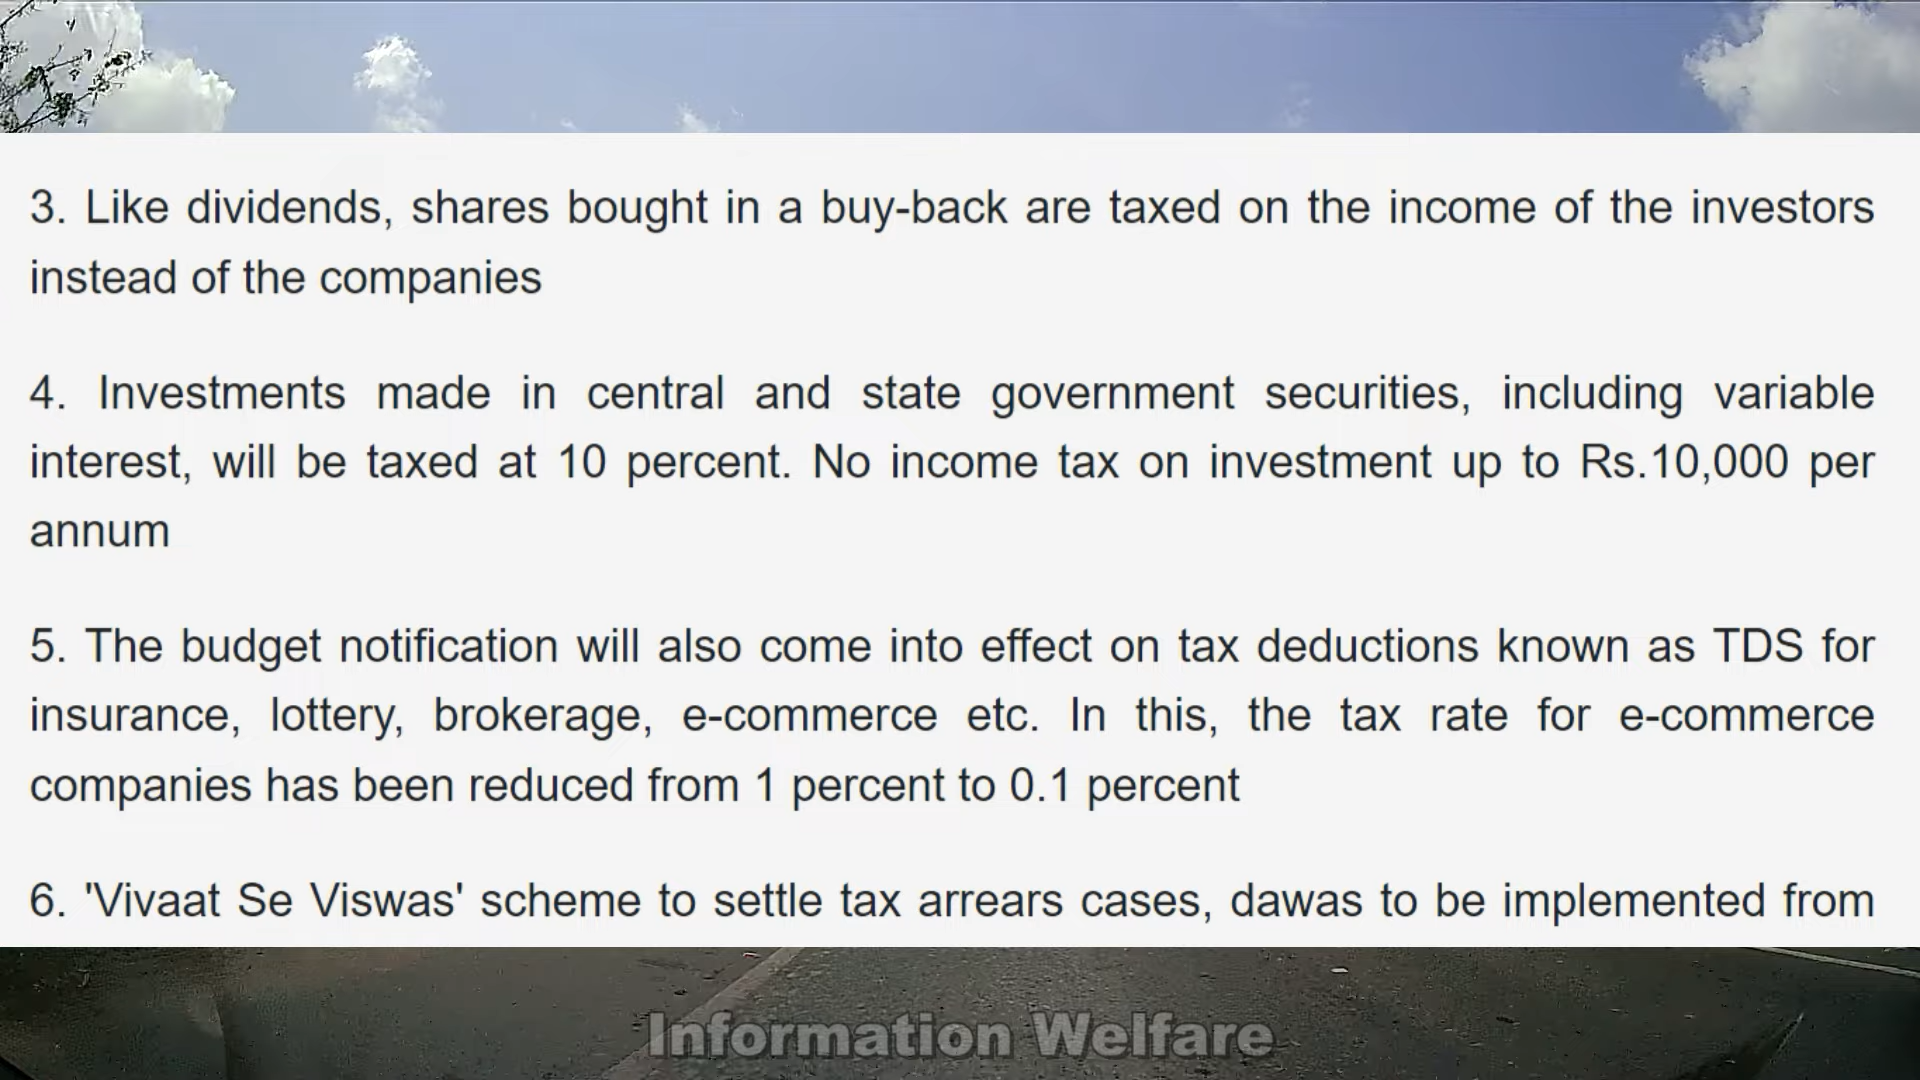 3. Like dividends, shares bought in a buy-back are taxed on the income of the investors
instead of the companies
4. Investments made in central and state government securities, including variable
interest, will be taxed at 10 percent. No income tax on investment up to Rs.10,000 per
annum
5. The budget notification will also come into effect on tax deductions known as TDS for
insurance, lottery, brokerage, e-commerce etc. In this, the tax rate for e-commerce
companies has been reduced from 1 percent to 0.1 percent
6. 'Vivaat Se Viswas' scheme to settle tax arrears cases, dawas to be implemented from
Information Welfare